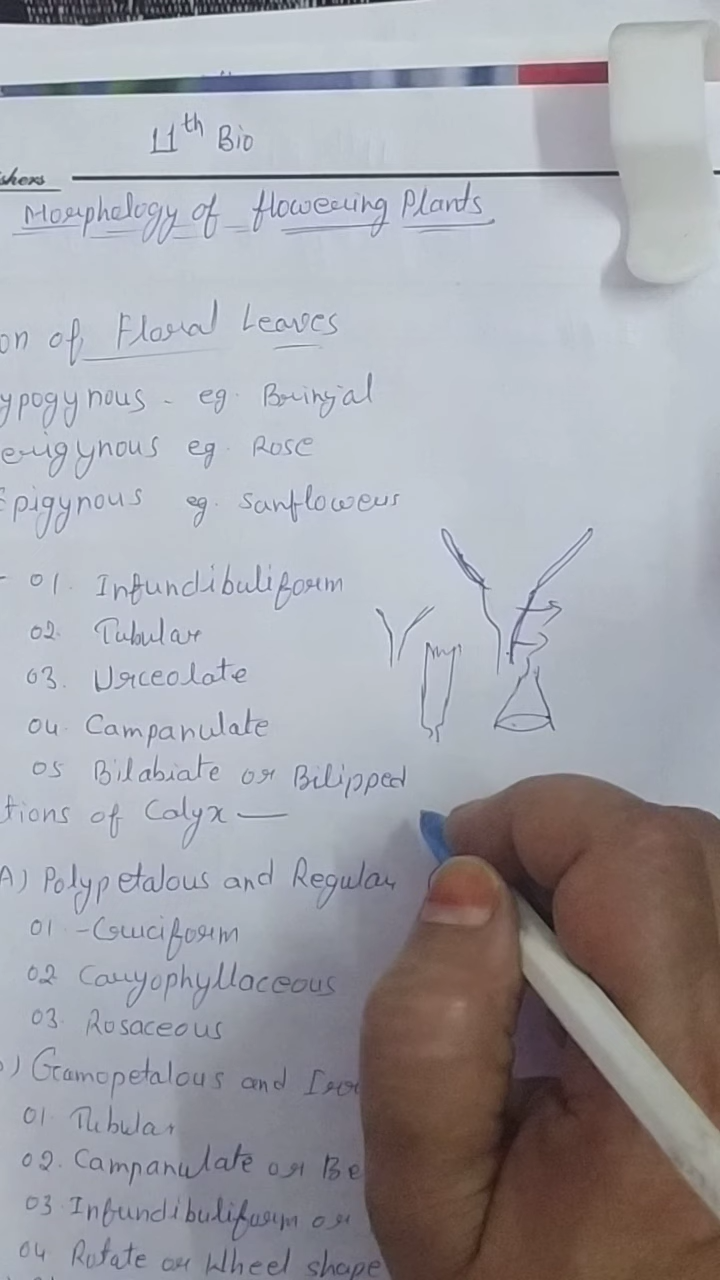 11th Bio
shers
Morphology of flowering Plants
on of Floral Leaves
ypogynous - eg. Brinjal
erigynous eg. Rose
Epigynous eg. Sanflowers
- 01. Infundibuliform
02. Tubular
03. Urceolate
04. Campanulate
05 Bilabiate or Bilipped
tions of Calyx —
A) Polypetalous and Regular
01 - Cruciform
02 Caryophyllaceous
03. Rosaceous
) Gamopetalous and
01. Tubular
02. Campanulate or Be
03. Infundibuliform or
04 Rotate or Wheel shape